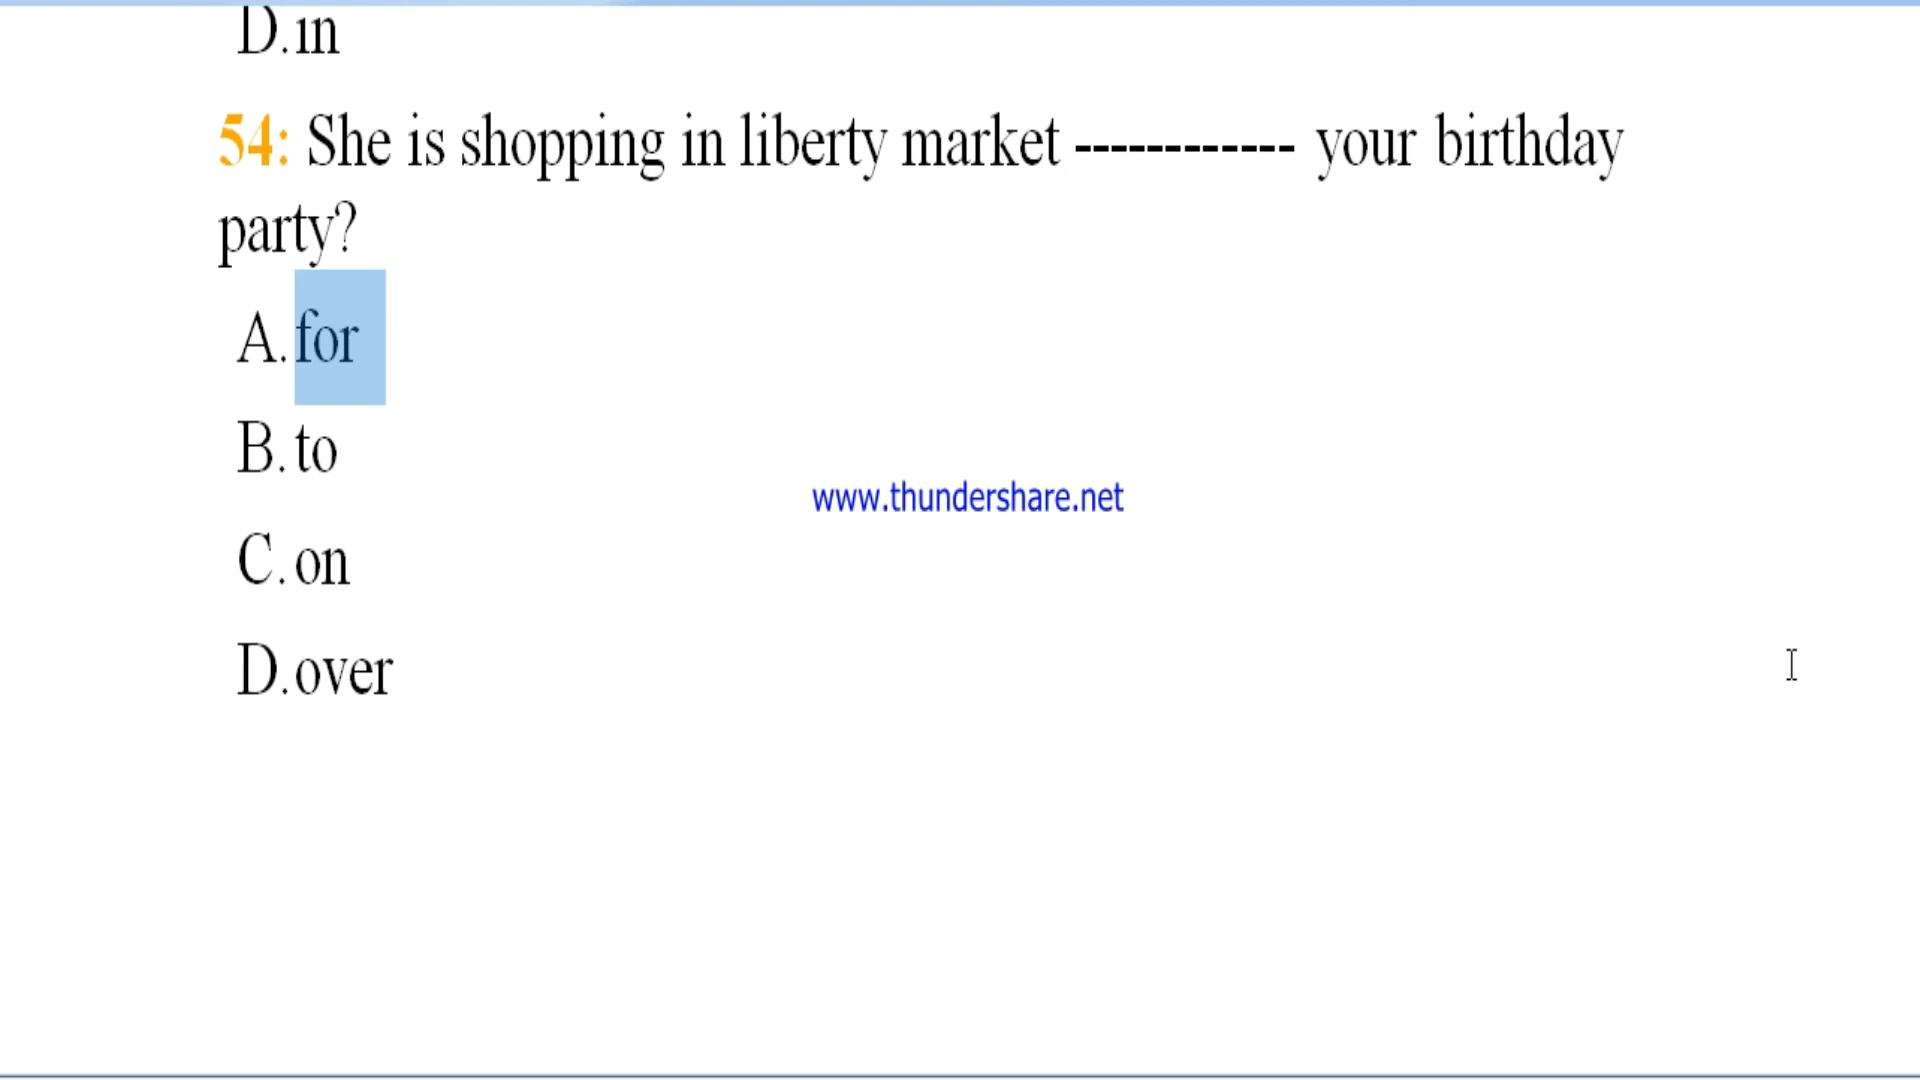 D. in
54: She is shopping in liberty market ------------ your birthday
party?
A. for
B. to
www.thundershare.net
C. on
D. over